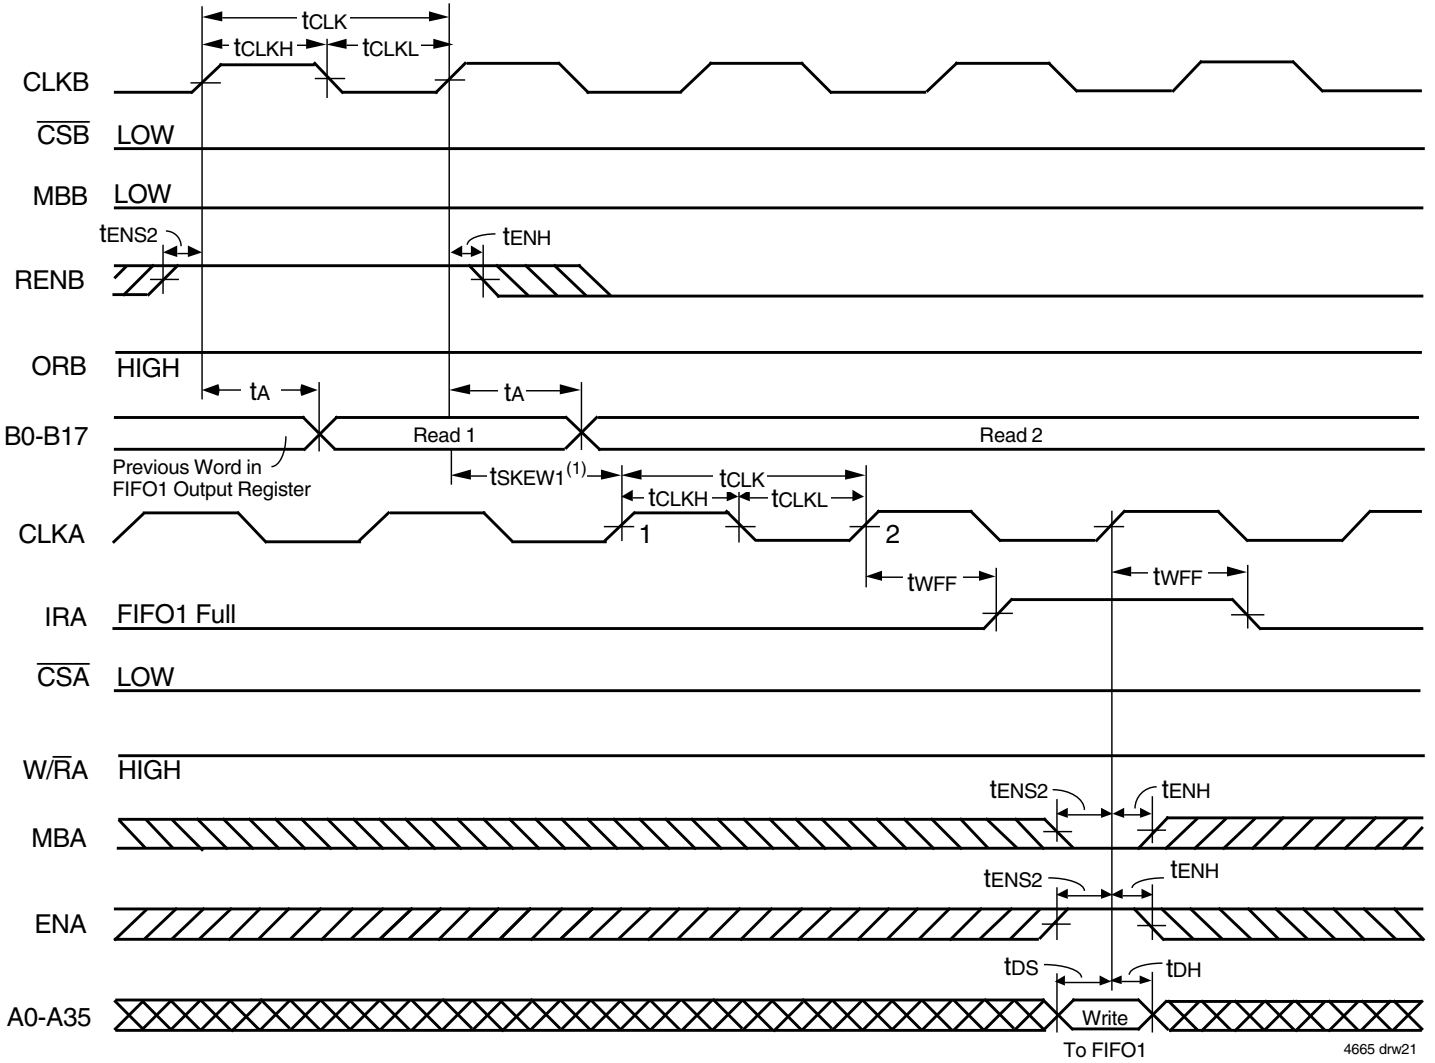 tCLK
tCLKH tCLKL
CLKB
CSB LOW
MBB LOW
tENS2 tENH
RENB
ORB HIGH
tA tA
B0-B17 Read 1 Read 2
Previous Word in
FIFO1 Output Register
tSKEW1(1) tCLK
tCLKH tCLKL
CLKA 1 2
tWFF tWFF
IRA FIFO1 Full
CSA LOW
W/RA HIGH
tENS2 tENH
MBA
tENS2 tENH
ENA
tDS tDH
A0-A35 Write
To FIFO1
4665 drw21